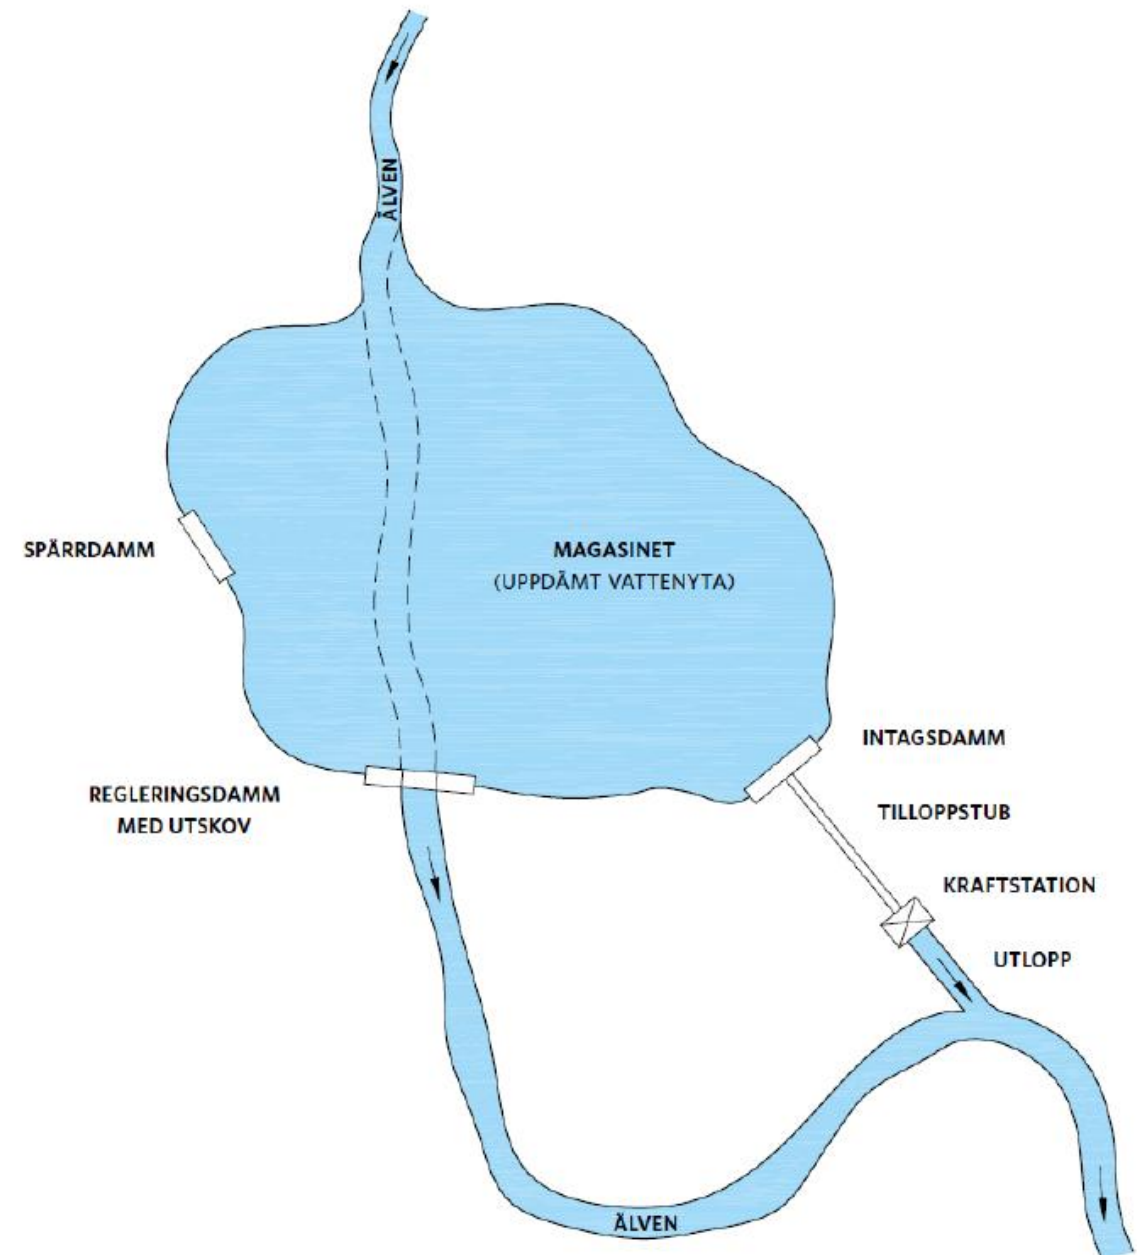 ÄLVEN
SPÄRRDAMM
MAGASINET
(UPPDÄMT VATTENYTA)
INTAGSDAMM
REGLERINGSDAMM
MED UTSKOV
TILLOPPSTUB
KRAFTSTATION
UTLOPP
ÄLVEN